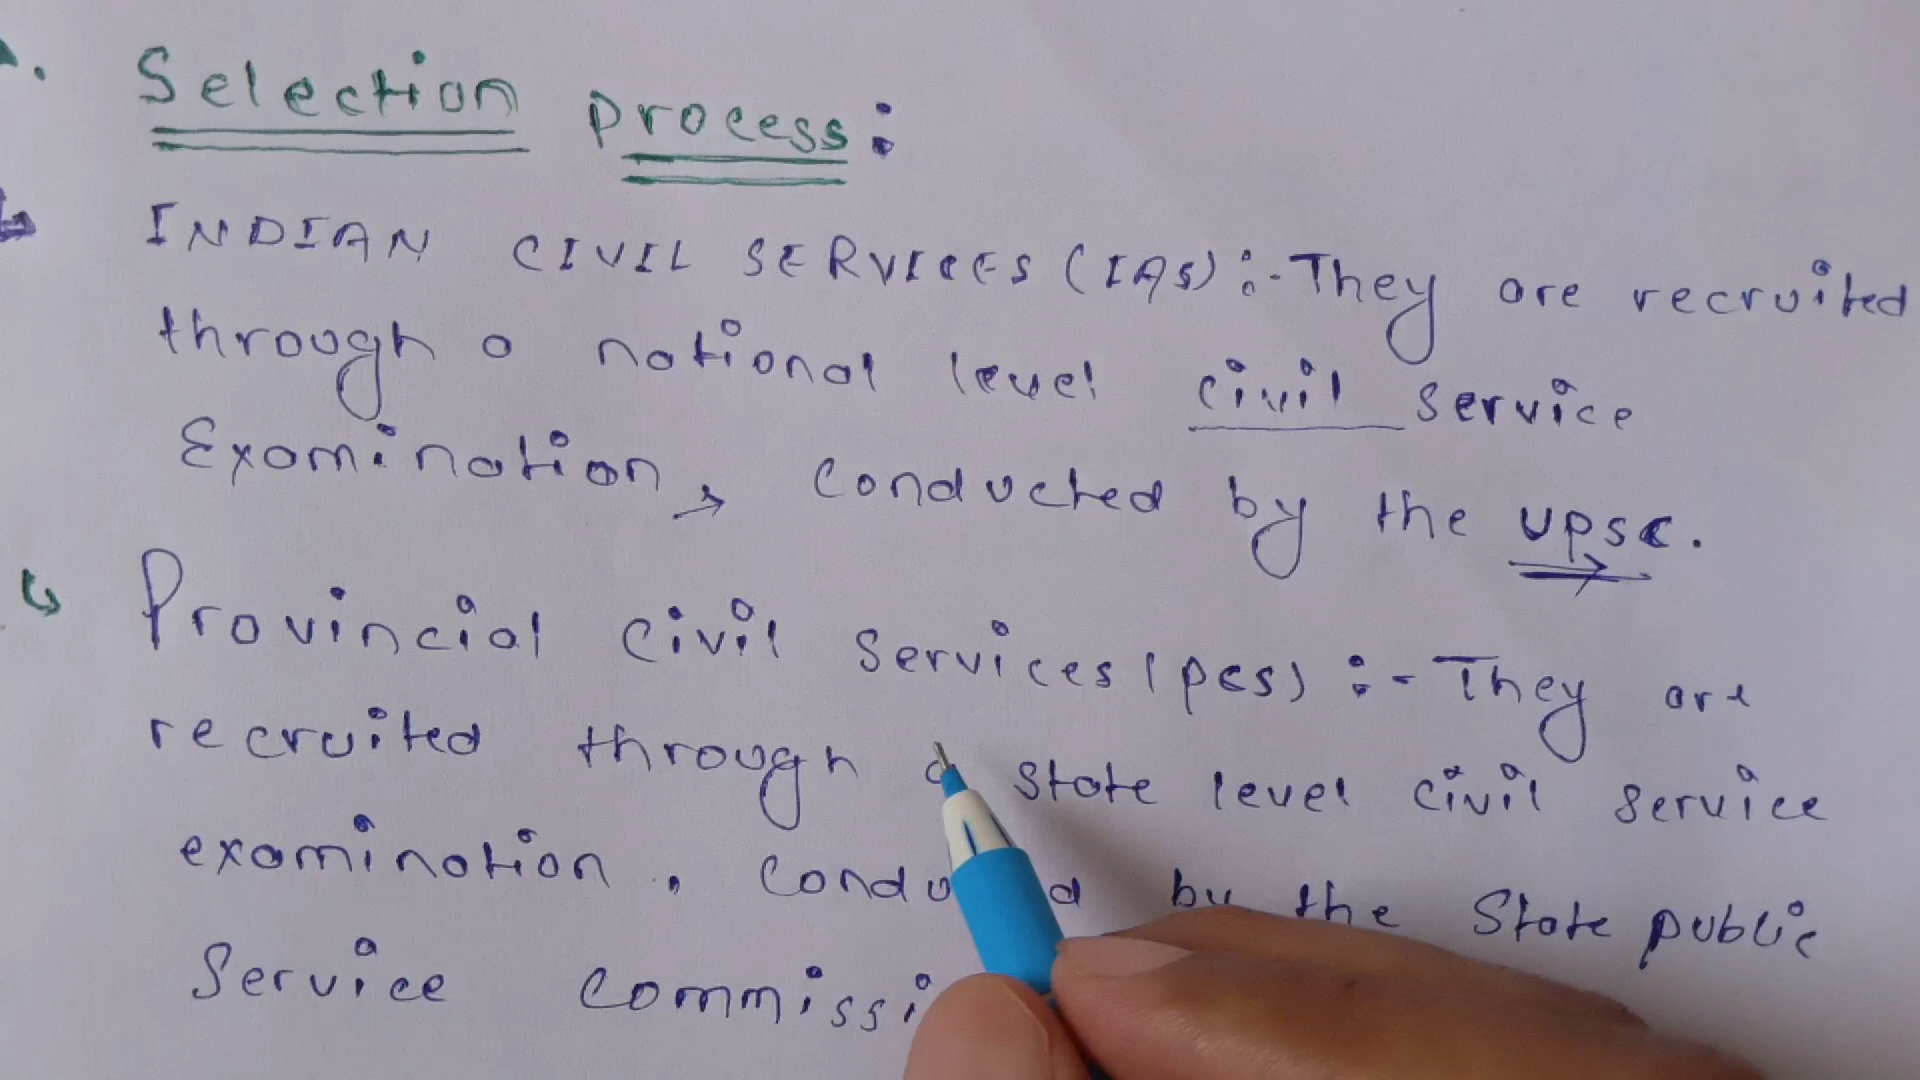 Selection process:
INDIAN CIVIL SERVICES (IAS) :- They are recruited
through a national level civil service
Examination → conducted by the UPSC.
Provincial civil services (pcs) :- They are
recruited through a state level civil service
examination. by the State public
Service